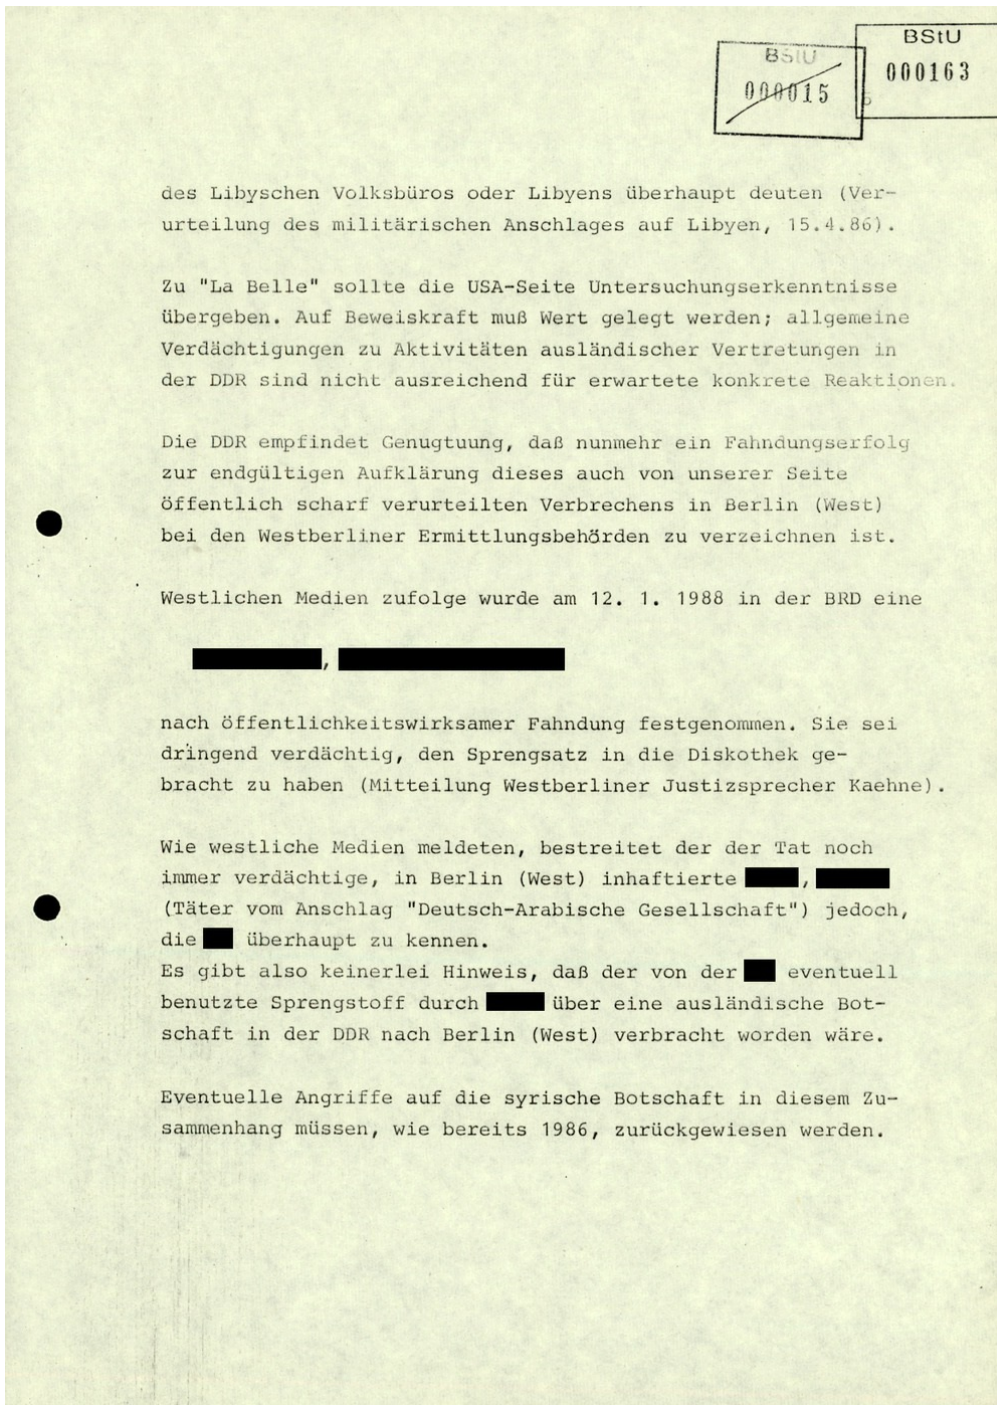 BStU
000163
BStU
000015
des Libyschen Volksbüros oder Libyens überhaupt deuten (Ver-
urteilung des militärischen Anschlages auf Libyen, 15.4.86).
Zu "La Belle" sollte die USA-Seite Untersuchungserkenntnisse
übergeben. Auf Beweiskraft muß Wert gelegt werden; allgemeine
Verdächtigungen zu Aktivitäten ausländischer Vertretungen in
der DDR sind nicht ausreichend für erwartete konkrete Reaktionen.
Die DDR empfindet Genugtuung, daß nunmehr ein Fahndungserfolg
zur endgültigen Aufklärung dieses auch von unserer Seite
öffentlich scharf verurteilten Verbrechens in Berlin (West)
bei den Westberliner Ermittlungsbehörden zu verzeichnen ist.
Westlichen Medien zufolge wurde am 12. 1. 1988 in der BRD eine
,
nach öffentlichkeitswirksamer Fahndung festgenommen. Sie sei
dringend verdächtig, den Sprengsatz in die Diskothek ge-
bracht zu haben (Mitteilung Westberliner Justizsprecher Kaehne).
Wie westliche Medien meldeten, bestreitet der der Tat noch
immer verdächtige, in Berlin (West) inhaftierte ,
(Täter vom Anschlag "Deutsch-Arabische Gesellschaft") jedoch,
die überhaupt zu kennen.
Es gibt also keinerlei Hinweis, daß der von der eventuell
benutzte Sprengstoff durch über eine ausländische Bot-
schaft in der DDR nach Berlin (West) verbracht worden wäre.
Eventuelle Angriffe auf die syrische Botschaft in diesem Zu-
sammenhang müssen, wie bereits 1986, zurückgewiesen werden.